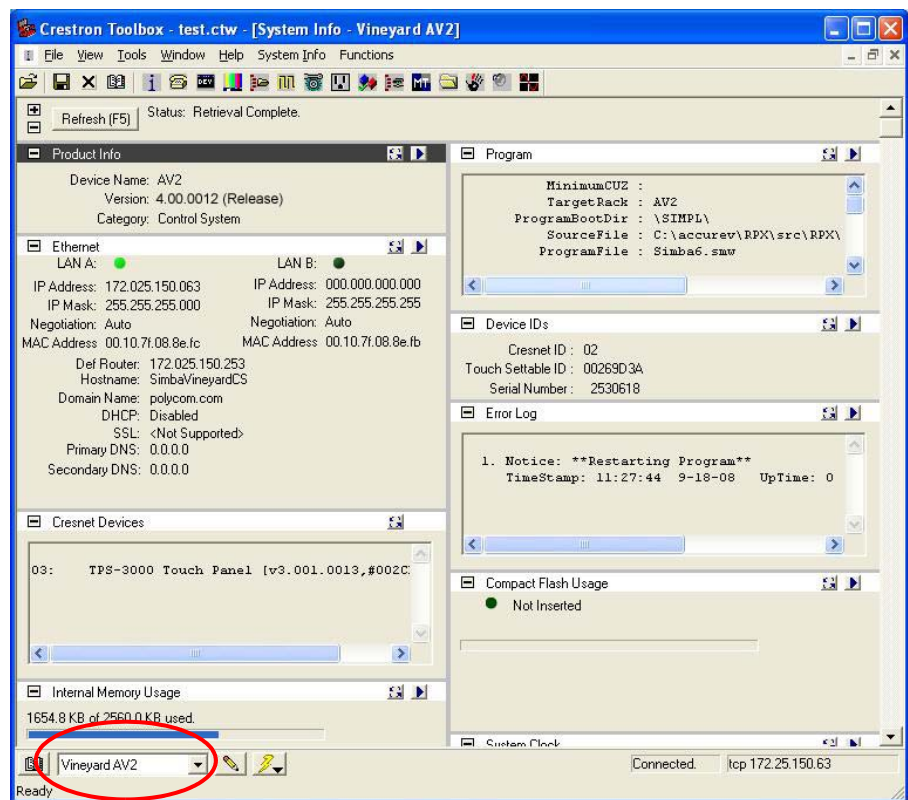 Crestron Toolbox - test.ctw - [System Info - Vineyard AV2]
File View Tools Window Help System Info Functions
Refresh (F5) Status: Retrieval Complete.
Product Info
Device Name: AV2
Version: 4.00.0012 (Release)
Category: Control System
Ethernet
LAN A: LAN B:
IP Address: 172.025.150.063 IP Address: 000.000.000.000
IP Mask: 255.255.255.000 IP Mask: 255.255.255.255
Negotiation: Auto Negotiation: Auto
MAC Address 00.10.7f.08.8e.fc MAC Address 00.10.7f.08.8e.fb
Def Router: 172.025.150.253
Hostname: SimbaVineyardCS
Domain Name: polycom.com
DHCP: Disabled
SSL: <Not Supported>
Primary DNS: 0.0.0.0
Secondary DNS: 0.0.0.0
Cresnet Devices
03: TPS-3000 Touch Panel [v3.001.0013,#002C
Internal Memory Usage
1654.8 KB of 2560.0 KB used.
Program
MinimumCUZ :
TargetRack : AV2
ProgramBootDir : \SIMPL\
SourceFile : C:\accurev\RPX\src\RPX\
ProgramFile : Simba6.smw
Device IDs
Cresnet ID : 02
Touch Settable ID : 00269D3A
Serial Number : 2530618
Error Log
1. Notice: **Restarting Program**
TimeStamp: 11:27:44 9-18-08 UpTime: 0
Compact Flash Usage
Not Inserted
System Clock
Vineyard AV2
Connected. tcp 172.25.150.63
Ready